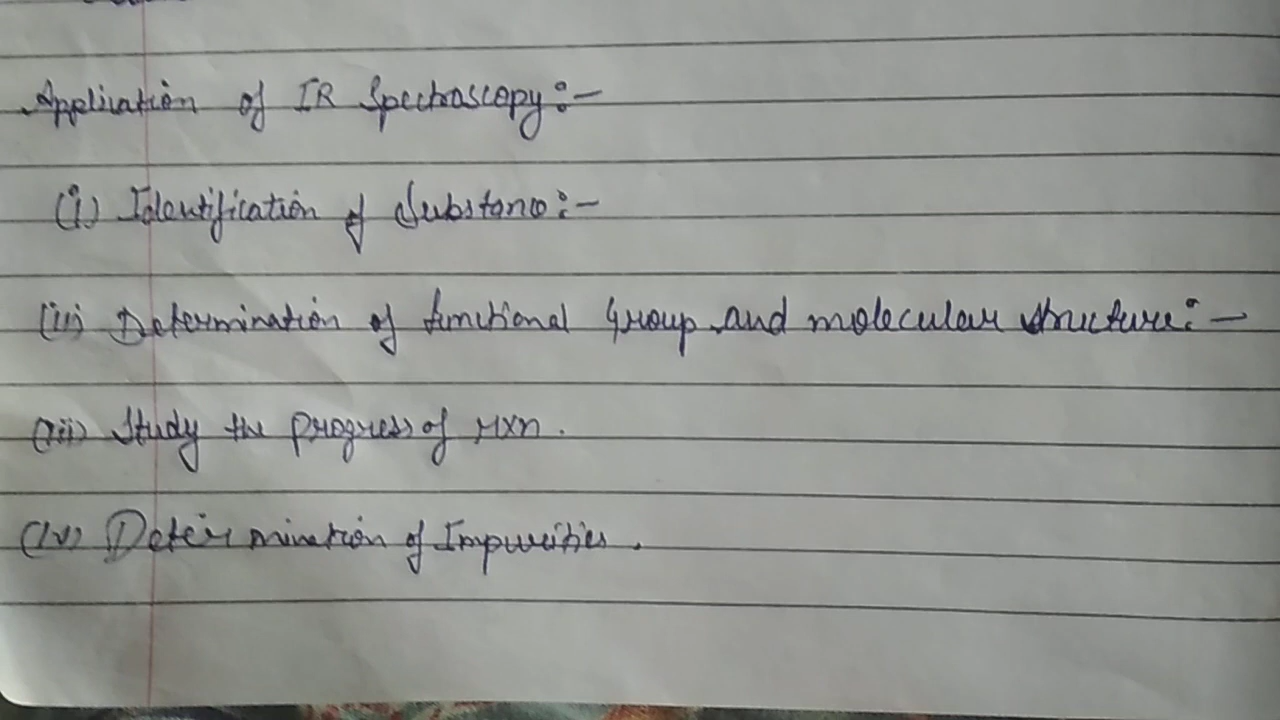 Application of IR Spectroscopy:-
(i) Identification of Substance:-
(ii) Determination of functional Group and molecular structure:-
(iii) Study the progress of rxn.
(iv) Determination of Impurities.